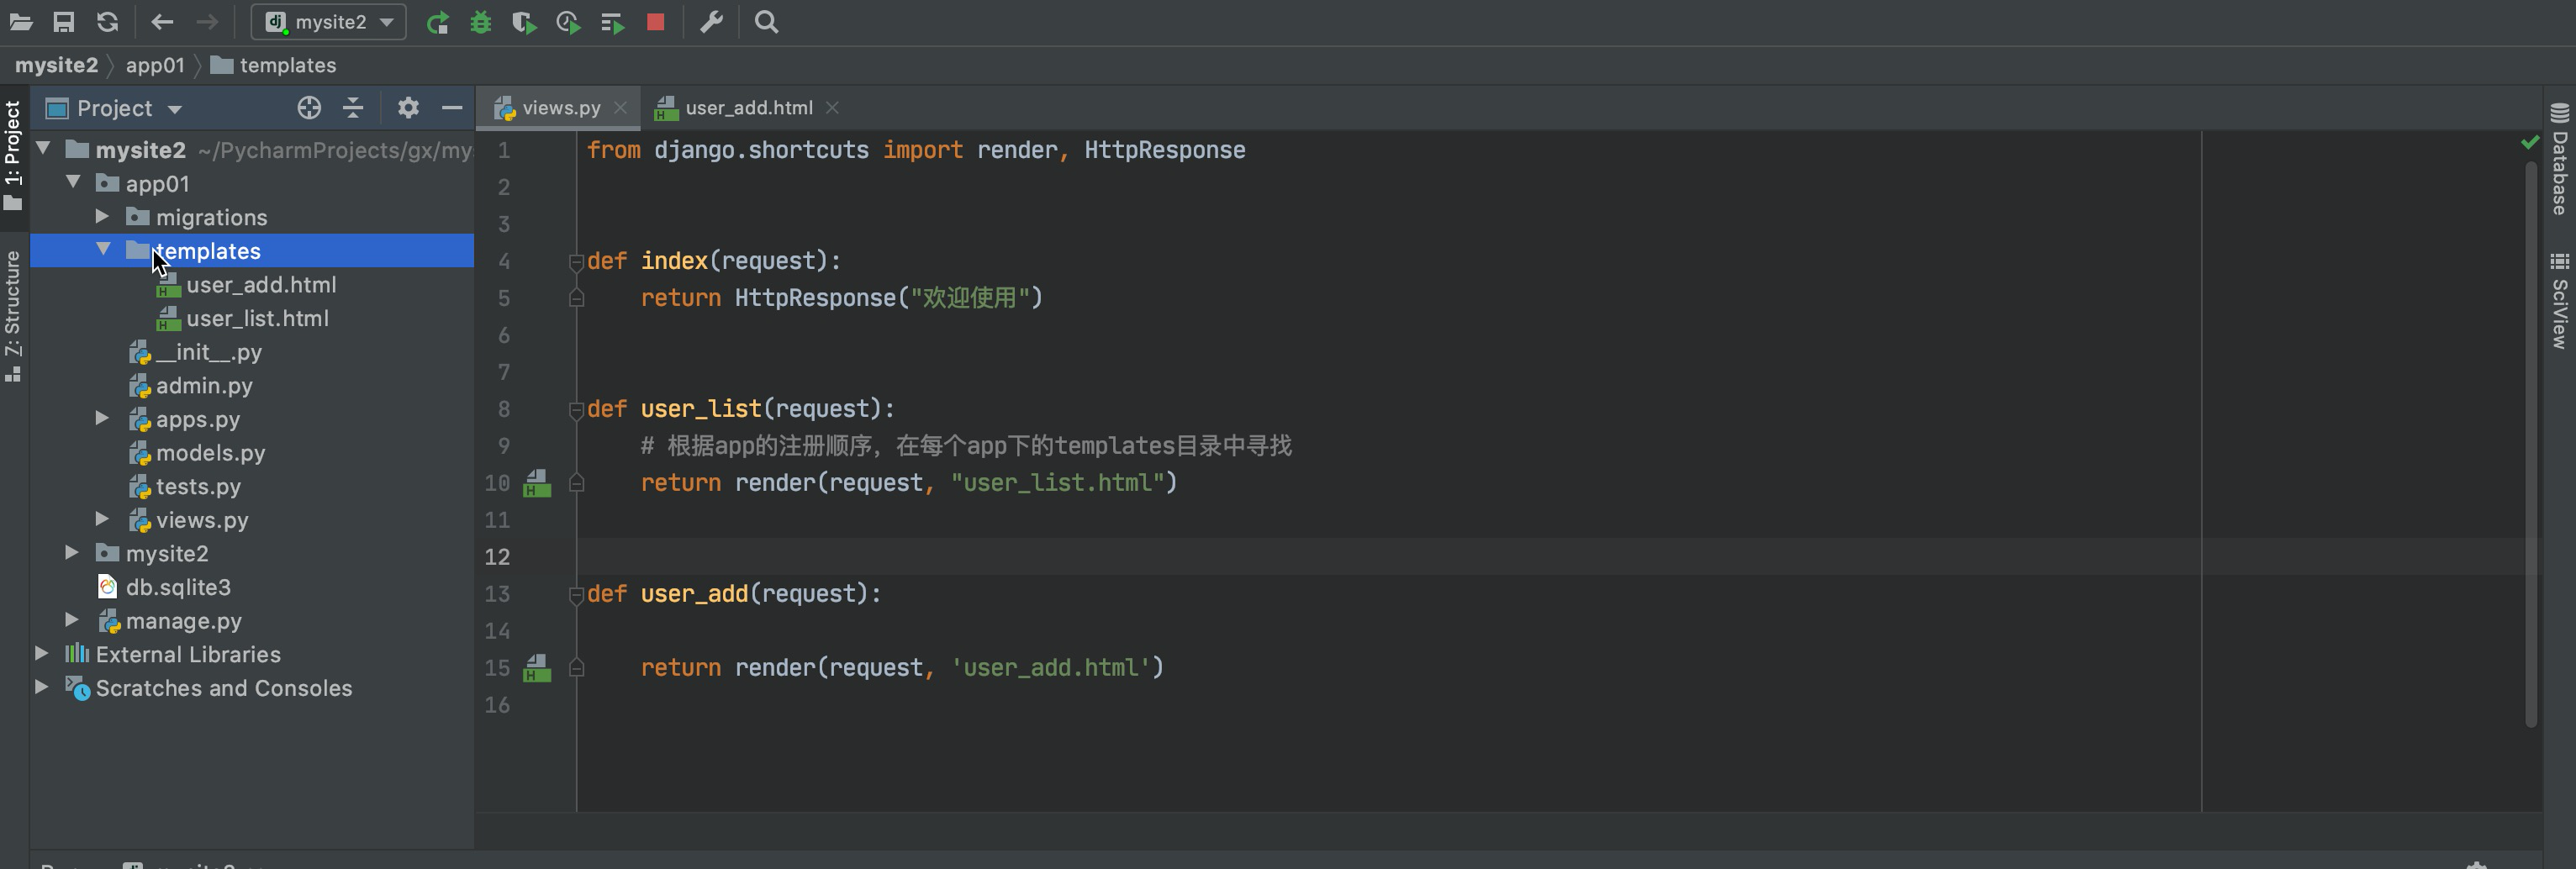 mysite2
mysite2 app01 templates
Project
views.py
user_add.html
1: Project
Z: Structure
mysite2 ~/PycharmProjects/gx/my
app01
migrations
templates
user_add.html
user_list.html
__init__.py
admin.py
apps.py
models.py
tests.py
views.py
mysite2
db.sqlite3
manage.py
External Libraries
Scratches and Consoles
1 from django.shortcuts import render, HttpResponse
2
3
4 def index(request):
5 return HttpResponse("欢迎使用")
6
7
8 def user_list(request):
9 # 根据app的注册顺序，在每个app下的templates目录中寻找
10 return render(request, "user_list.html")
11
12
13 def user_add(request):
14
15 return render(request, 'user_add.html')
16
Database
SciView